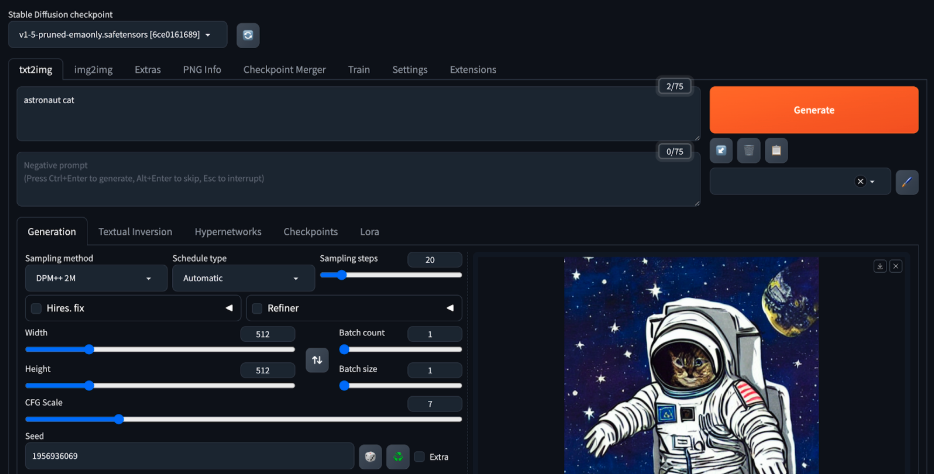 Stable Diffusion checkpoint
v1-5-pruned-emaonly.safetensors [6ce0161689]
txt2img img2img Extras PNG Info Checkpoint Merger Train Settings Extensions
astronaut cat
2/75
Generate
Negative prompt
(Press Ctrl+Enter to generate, Alt+Enter to skip, Esc to interrupt)
0/75
Generation Textual Inversion Hypernetworks Checkpoints Lora
Sampling method Schedule type Sampling steps 20
DPM++ 2M Automatic
Hires. fix Refiner
Width 512 Batch count 1
Height 512 Batch size 1
CFG Scale 7
Seed
1956936069 Extra